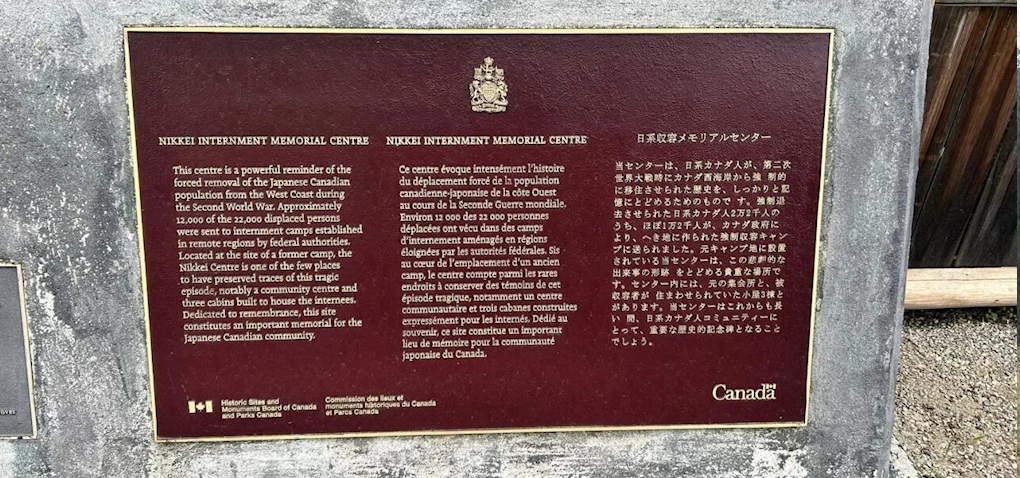 NIKKEI INTERNMENT MEMORIAL CENTRE
This centre is a powerful reminder of the
forced removal of the Japanese Canadian
population from the West Coast during
the Second World War. Approximately
12,000 of the 22,000 displaced persons
were sent to internment camps established
in remote regions by federal authorities.
Located at the site of a former camp, the
Nikkei Centre is one of the few places
to have preserved traces of this tragic
episode, notably a community centre and
three cabins built to house the internees.
Dedicated to remembrance, this site
constitutes an important memorial for the
Japanese Canadian community.
NIKKEI INTERNMENT MEMORIAL CENTRE
Ce centre évoque intensément l'histoire
du déplacement forcé de la population
canadienne-japonaise de la côte Ouest
au cours de la Seconde Guerre mondiale.
Environ 12 000 des 22 000 personnes
déplacées ont vécu dans des camps
d'internement aménagés en régions
éloignées par les autorités fédérales. Sis
au cœur de l'emplacement d'un ancien
camp, le centre compte parmi les rares
endroits à conserver des témoins de cet
épisode tragique, notamment un centre
communautaire et trois cabanes construites
expressément pour les internés. Dédié au
souvenir, ce site constitue un important
lieu de mémoire pour la communauté
japonaise du Canada.
日系収容メモリアルセンター
当センターは、日系カナダ人が、第二次
世界大戦時にカナダ西海岸から強 制的
に移住させられた歴史を、しっかりと記
憶にとどめるためのもので す。強制退
去させられた日系カナダ人2万2千人の
うち、ほぼ1万2千人が、カナダ政府に
より、へき地に作られた強制収容キャン
プに送られました。元キャンプ地に設置
されている当センターは、この悲劇的な
出来事の形跡 をとどめる貴重な場所で
す。センター内には、元の集会所と、被
収容者が 住まわせられていた小屋3棟と
があります。当センターはこれからも長
い 間、日系カナダ人コミュニティーに
とって、重要な歴史的記念碑となること
でしょう。
Historic Sites and
Monuments Board of Canada
and Parks Canada
Commission des lieux et
monuments historiques du Canada
et Parcs Canada
Canada